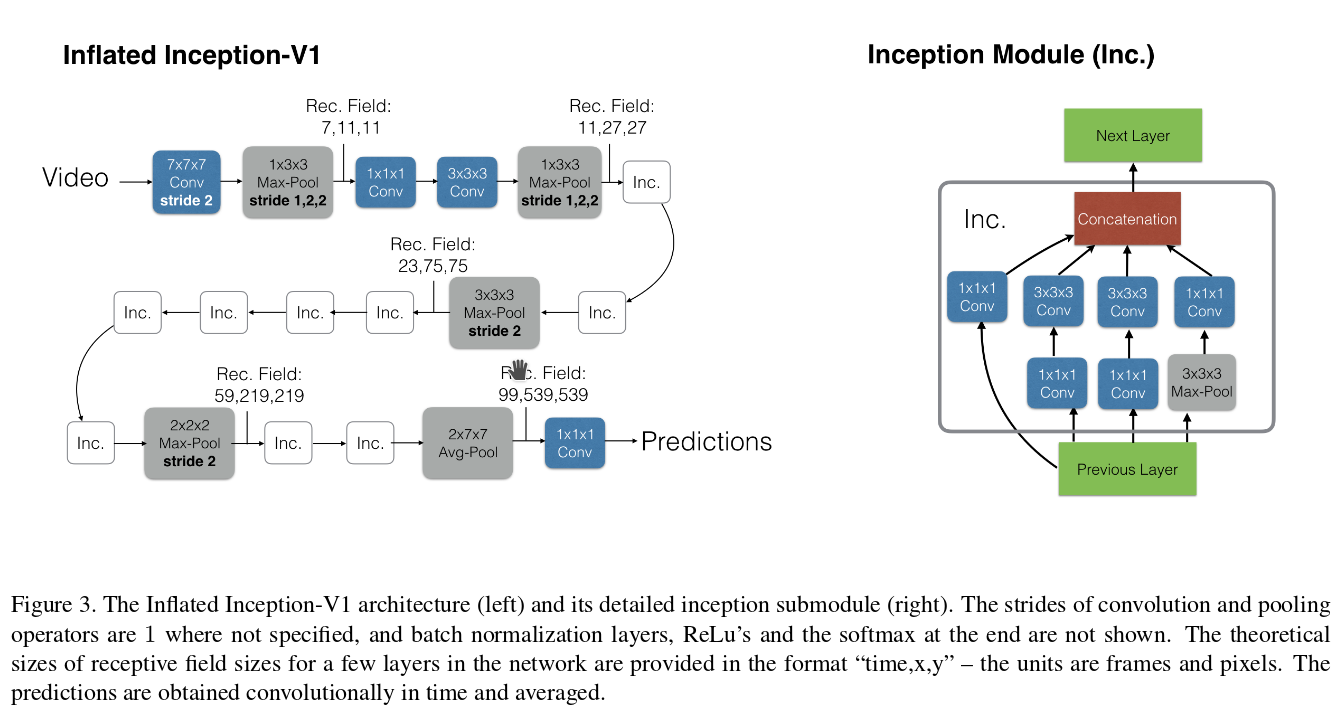 Inflated Inception-V1
Rec. Field:
7,11,11
Rec. Field:
11,27,27
Video
7x7x7
Conv
stride 2
1x3x3
Max-Pool
stride 1,2,2
1x1x1
Conv
3x3x3
Conv
1x3x3
Max-Pool
stride 1,2,2
Inc.
Rec. Field:
23,75,75
Inc.
Inc.
Inc.
Inc.
3x3x3
Max-Pool
stride 2
Inc.
Rec. Field:
59,219,219
Field:
99,539,539
Inc.
2x2x2
Max-Pool
stride 2
Inc.
Inc.
2x7x7
Avg-Pool
1x1x1
Conv
Predictions
Inception Module (Inc.)
Next Layer
Inc.
Concatenation
1x1x1
Conv
3x3x3
Conv
3x3x3
Conv
1x1x1
Conv
1x1x1
Conv
1x1x1
Conv
3x3x3
Max-Pool
Previous Layer
Figure 3. The Inflated Inception-V1 architecture (left) and its detailed inception submodule (right). The strides of convolution and pooling
operators are 1 where not specified, and batch normalization layers, ReLu's and the softmax at the end are not shown. The theoretical
sizes of receptive field sizes for a few layers in the network are provided in the format “time,x,y” – the units are frames and pixels. The
predictions are obtained convolutionally in time and averaged.